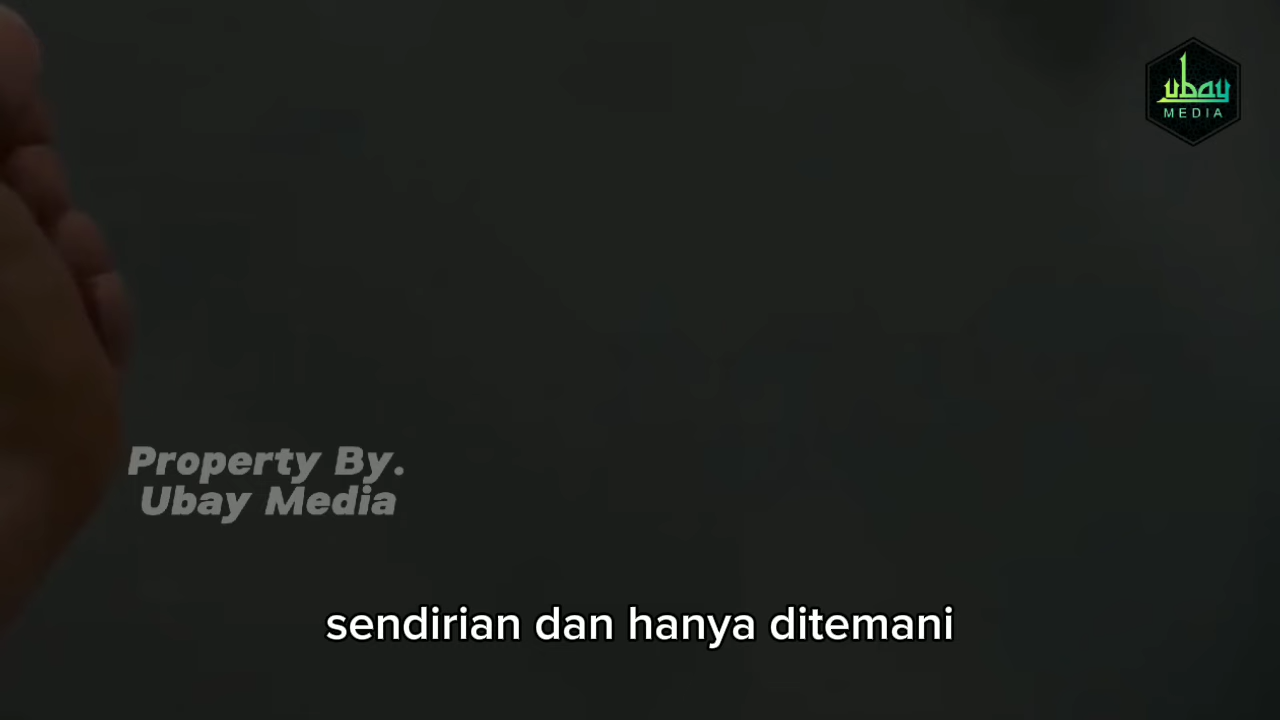 ubay
MEDIA
Property By.
Ubay Media
sendirian dan hanya ditemani